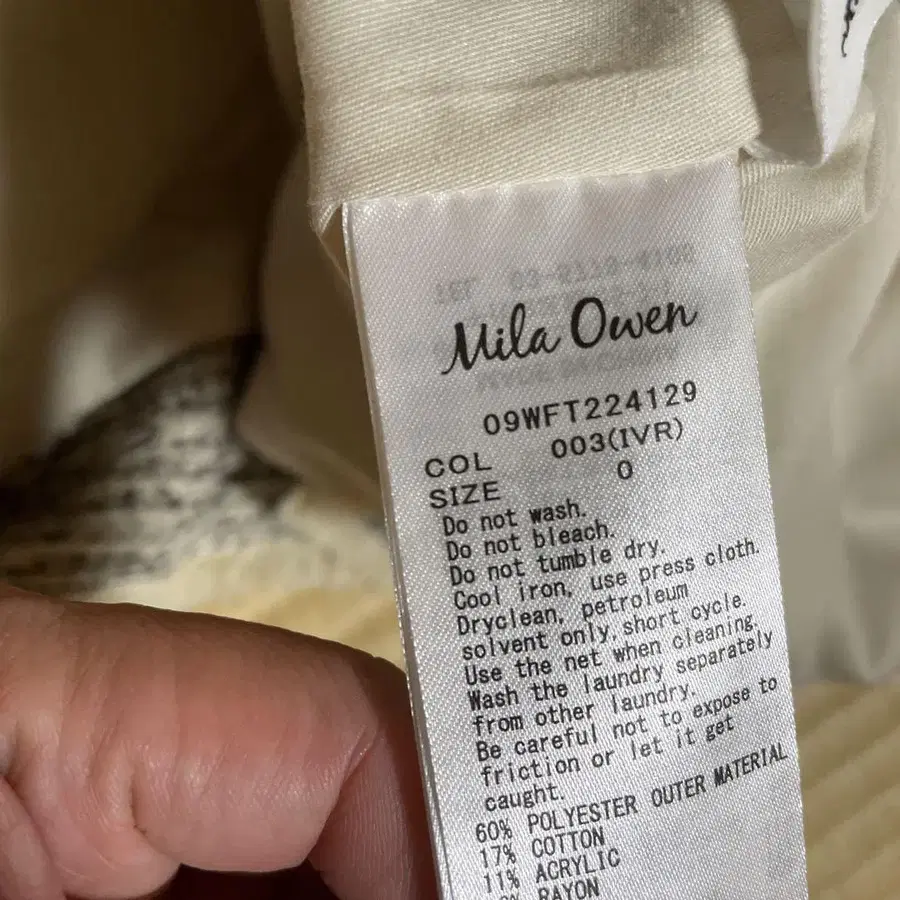 Mila Owen
09WFT224129
COL 003(IVR)
SIZE 0
Do not wash.
Do not bleach.
Do not tumble dry.
Cool iron, use press cloth.
Dryclean, petroleum
solvent only, short cycle.
Use the net when cleaning.
Wash the laundry separately
from other laundry.
Be careful not to expose to
friction or let it get
caught.
60% POLYESTER OUTER MATERIAL
17% COTTON
11% ACRYLIC
RAYON